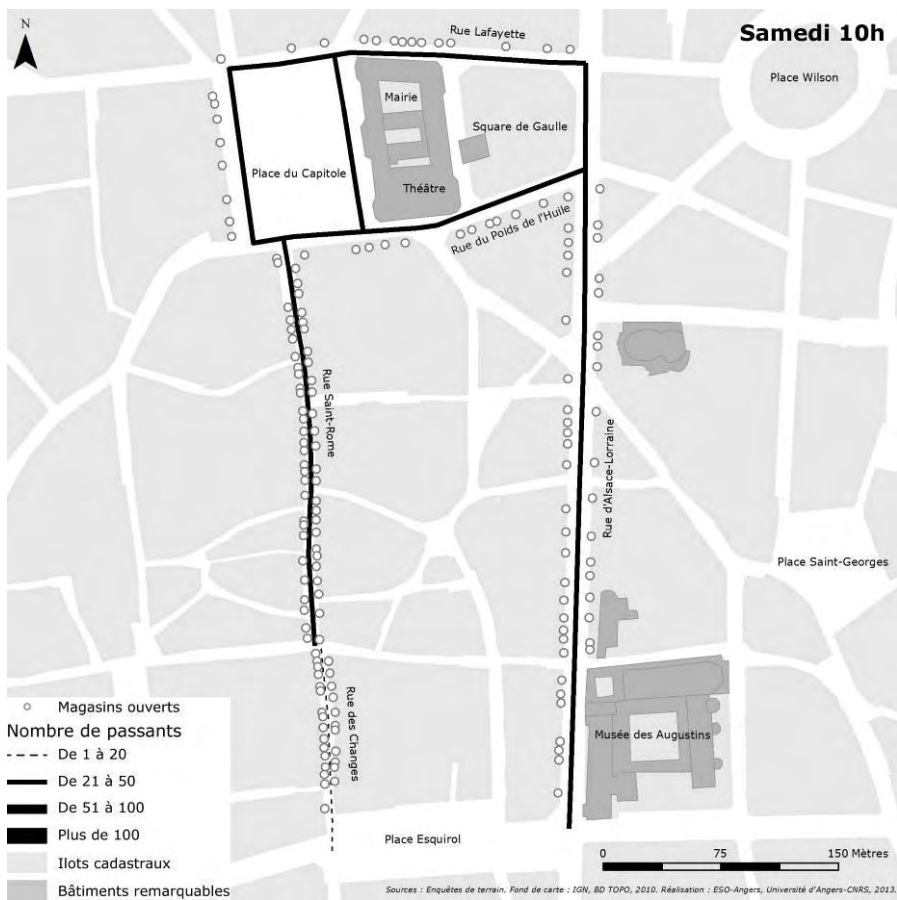 N
Rue Lafayette
Samedi 10h
Place Wilson
Mairie
Square de Gaulle
Place du Capitole
Théâtre
Rue du Poids de l'Huile
Rue Saint-Rome
Rue d'Alsace-Lorraine
Place Saint-Georges
Rue des Changes
Musée des Augustins
Place Esquirol
Magasins ouverts
Nombre de passants
De 1 à 20
De 21 à 50
De 51 à 100
Plus de 100
Ilots cadastraux
Bâtiments remarquables
0 75 150 Mètres
Sources : Enquêtes de terrain. Fond de carte : IGN, BD TOPO, 2010. Réalisation : ESO-Angers, Université d'Angers-CNRS, 2013.